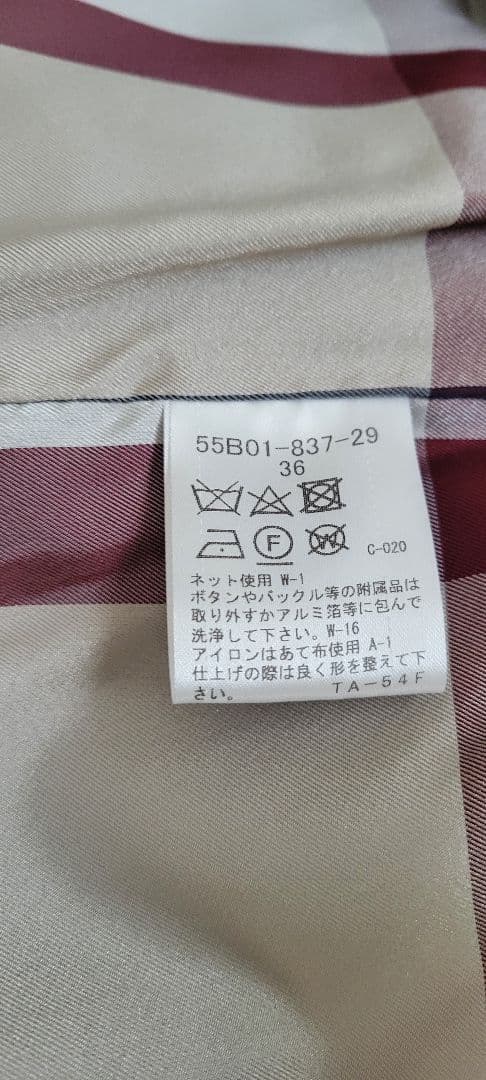 55B01-837-29
36
F
W
C-020
ネット使用 W-1
ボタンやバックル等の附属品は
取り外すかアルミ箔等に包んで
洗浄して下さい。W-16
アイロンはあて布使用 A-1
仕上げの際は良く形を整えて下
さい。 TA-54F